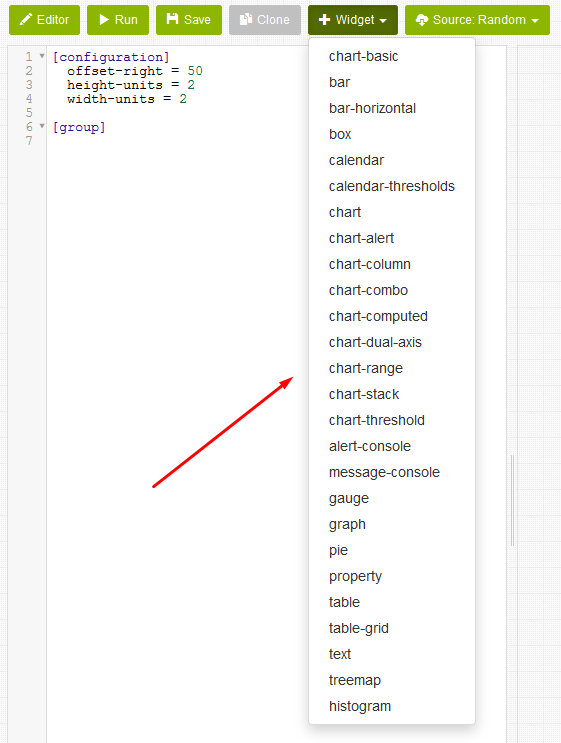 Editor Run Save Clone Widget Source: Random
1 [configuration]
2 offset-right = 50
3 height-units = 2
4 width-units = 2
5
6 [group]
7
chart-basic
bar
bar-horizontal
box
calendar
calendar-thresholds
chart
chart-alert
chart-column
chart-combo
chart-computed
chart-dual-axis
chart-range
chart-stack
chart-threshold
alert-console
message-console
gauge
graph
pie
property
table
table-grid
text
treemap
histogram